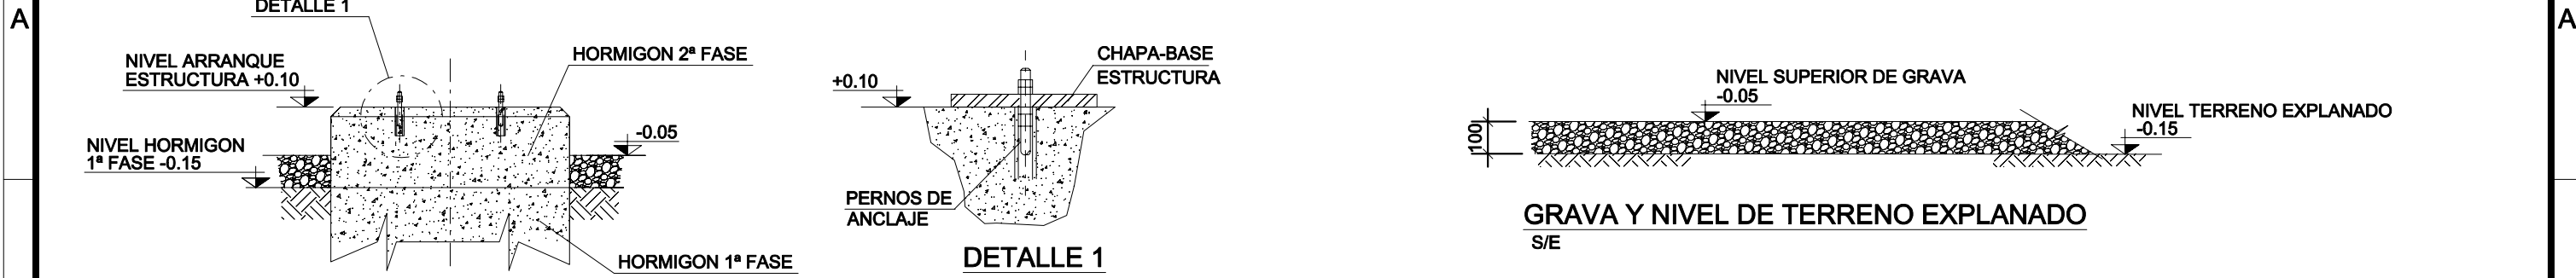 A
DETALLE 1
NIVEL ARRANQUE
ESTRUCTURA +0.10
HORMIGON 2ª FASE
-0.05
NIVEL HORMIGON
1ª FASE -0.15
HORMIGON 1ª FASE
+0.10
CHAPA-BASE
ESTRUCTURA
PERNOS DE
ANCLAJE
DETALLE 1
100
NIVEL SUPERIOR DE GRAVA
-0.05
NIVEL TERRENO EXPLANADO
-0.15
GRAVA Y NIVEL DE TERRENO EXPLANADO
S/E
A